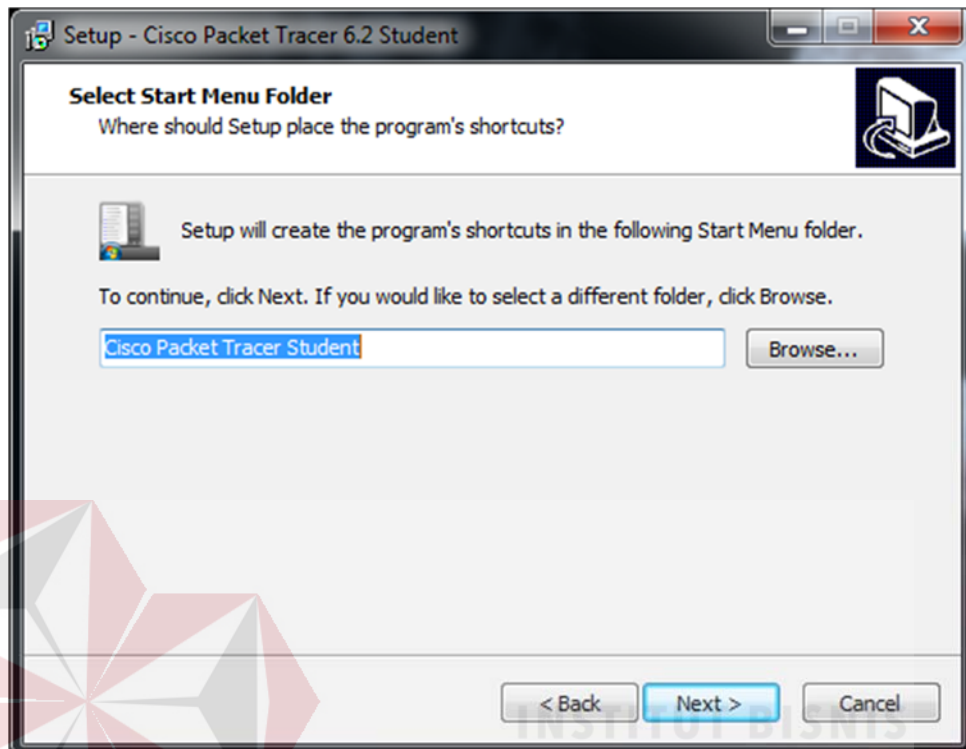 Setup - Cisco Packet Tracer 6.2 Student
Select Start Menu Folder
Where should Setup place the program's shortcuts?
Setup will create the program's shortcuts in the following Start Menu folder.
To continue, click Next. If you would like to select a different folder, click Browse.
Cisco Packet Tracer Student
Browse...
< Back
Next >
Cancel
INSTITUT BISNIS